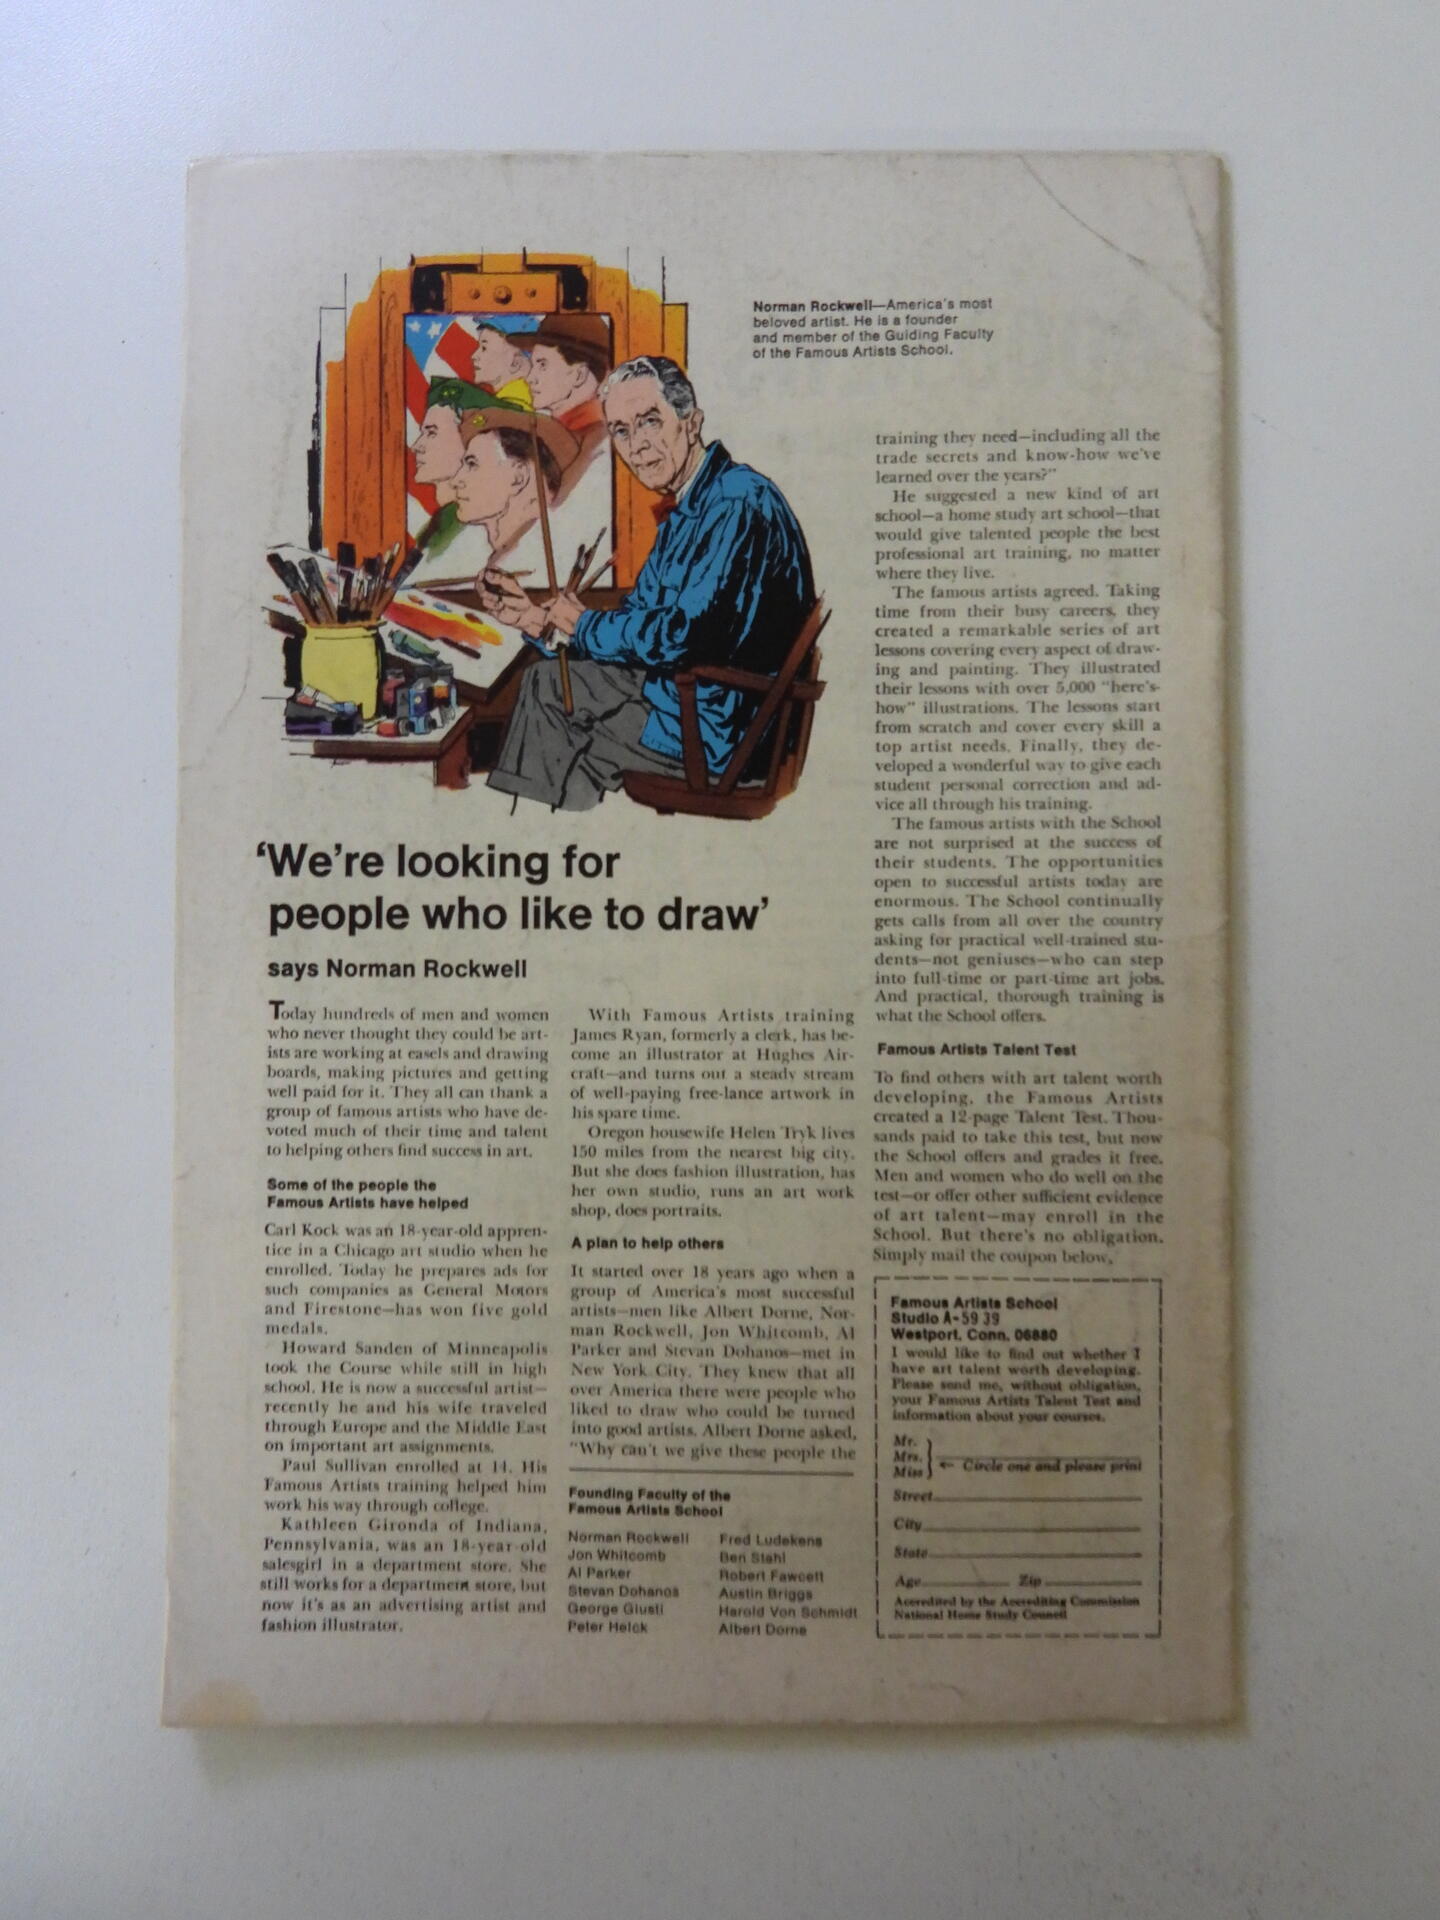 Norman Rockwell—America's most
beloved artist. He is a founder
and member of the Guiding Faculty
of the Famous Artists School.
'We're looking for
people who like to draw'
says Norman Rockwell
Today hundreds of men and women
who never thought they could be art-
ists are working at easels and drawing
boards, making pictures and getting
well paid for it. They all can thank a
group of famous artists who have de-
voted much of their time and talent
to helping others find success in art.
Some of the people the
Famous Artists have helped
Carl Kock was an 18-year-old appren-
tice in a Chicago art studio when he
enrolled. Today he prepares ads for
such companies as General Motors
and Firestone—has won five gold
medals.
Howard Sanden of Minneapolis
took the Course while still in high
school. He is now a successful artist—
recently he and his wife traveled
through Europe and the Middle East
on important art assignments.
Paul Sullivan enrolled at 14. His
Famous Artists training helped him
work his way through college.
Kathleen Gironda of Indiana,
Pennsylvania, was an 18-year-old
salesgirl in a department store. She
still works for a department store, but
now it's as an advertising artist and
fashion illustrator.
With Famous Artists training
James Ryan, formerly a clerk, has be-
come an illustrator at Hughes Air-
craft—and turns out a steady stream
of well-paying free-lance artwork in
his spare time.
Oregon housewife Helen Tryk lives
150 miles from the nearest big city.
But she does fashion illustration, has
her own studio, runs an art work
shop, does portraits.
A plan to help others
It started over 18 years ago when a
group of America's most successful
artists—men like Albert Dorne, Nor-
man Rockwell, Jon Whitcomb, Al
Parker and Stevan Dohanos—met in
New York City. They knew that all
over America there were people who
liked to draw who could be turned
into good artists. Albert Dorne asked,
"Why can't we give these people the
Founding Faculty of the
Famous Artists School
Norman Rockwell
Jon Whitcomb
Al Parker
Stevan Dohanos
George Giusti
Peter Helck
Fred Ludekens
Ben Stahl
Robert Fawcett
Austin Briggs
Harold Von Schmidt
Albert Dorne
training they need—including all the
trade secrets and know-how we've
learned over the years?"
He suggested a new kind of art
school—a home study art school—that
would give talented people the best
professional art training, no matter
where they live.
The famous artists agreed. Taking
time from their busy careers, they
created a remarkable series of art
lessons covering every aspect of draw-
ing and painting. They illustrated
their lessons with over 5,000 "here's-
how" illustrations. The lessons start
from scratch and cover every skill a
top artist needs. Finally, they de-
veloped a wonderful way to give each
student personal correction and ad-
vice all through his training.
The famous artists with the School
are not surprised at the success of
their students. The opportunities
open to successful artists today are
enormous. The School continually
gets calls from all over the country
asking for practical well-trained stu-
dents—not geniuses—who can step
into full-time or part-time art jobs.
And practical, thorough training is
what the School offers.
Famous Artists Talent Test
To find others with art talent worth
developing, the Famous Artists
created a 12-page Talent Test. Thou-
sands paid to take this test, but now
the School offers and grades it free.
Men and women who do well on the
test—or offer other sufficient evidence
of art talent—may enroll in the
School. But there's no obligation.
Simply mail the coupon below.
Famous Artists School
Studio A-59 39
Westport, Conn. 06880
I would like to find out whether I
have art talent worth developing.
Please send me, without obligation,
your Famous Artists Talent Test and
information about your courses.
Mr.
Mrs.
Miss
← Circle one and please print
Street
City
State
Age Zip
Accredited by the Accrediting Commission
National Home Study Council